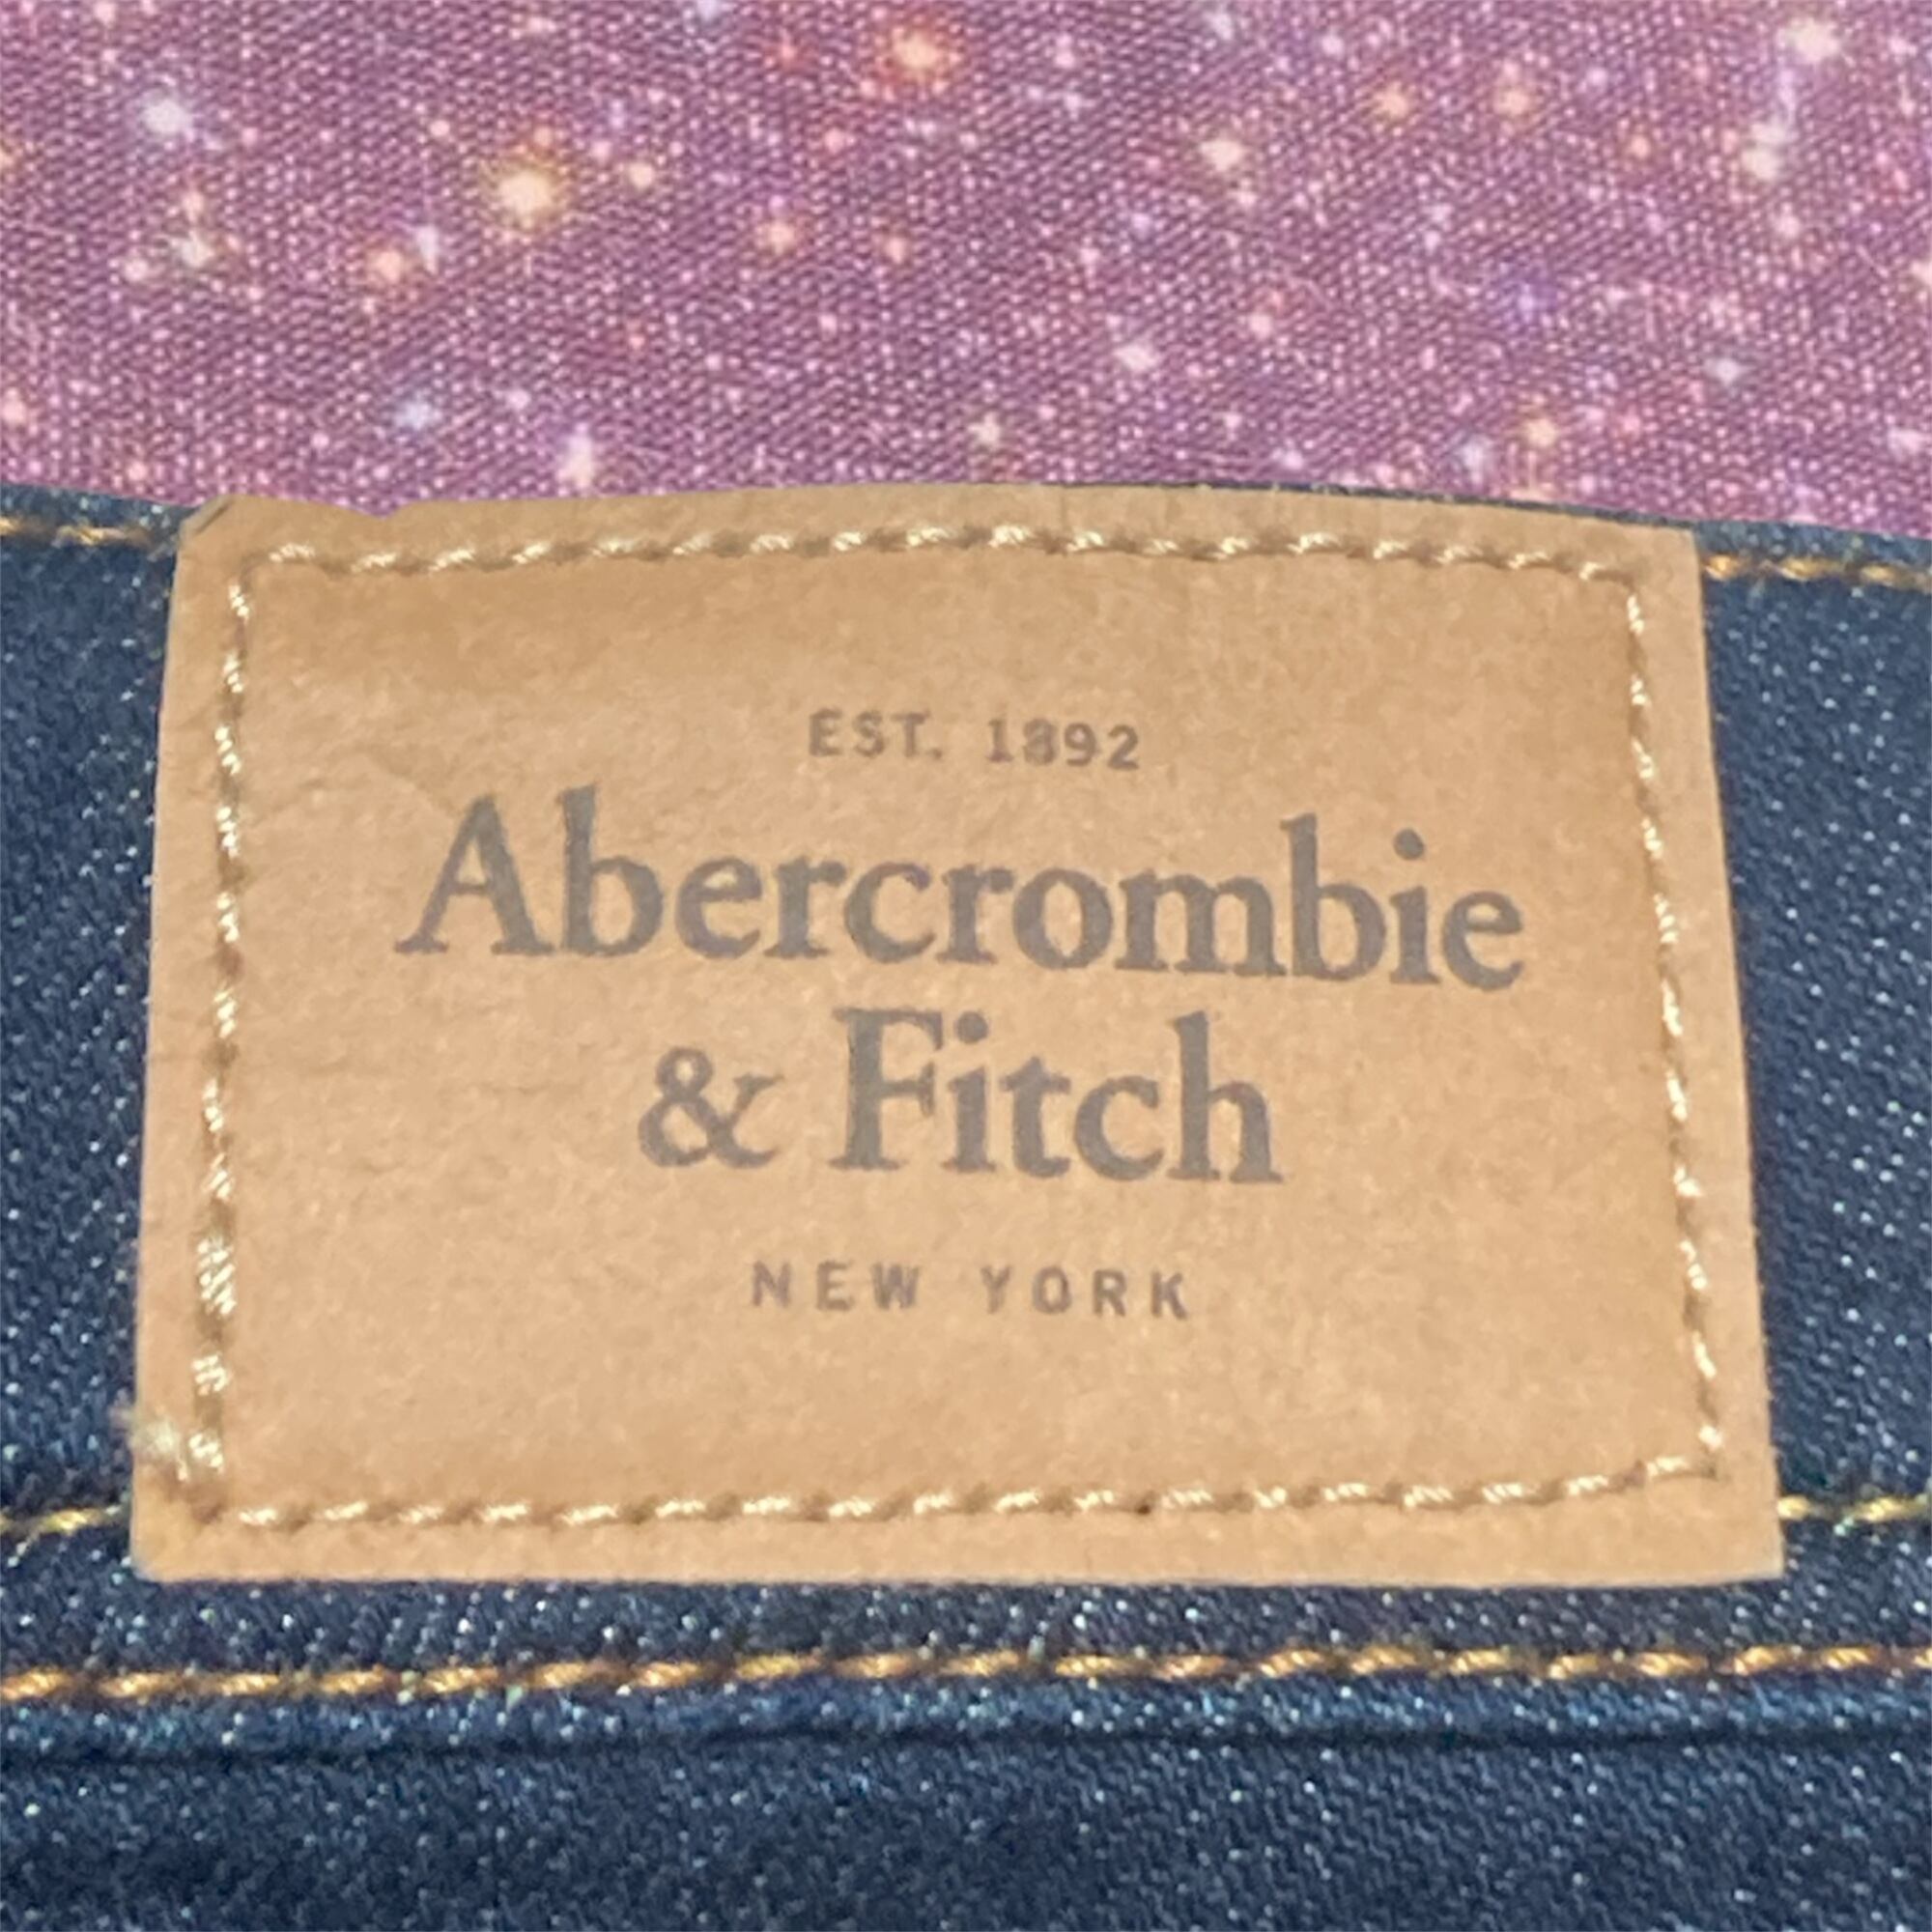 EST. 1892
Abercrombie
& Fitch
NEW YORK